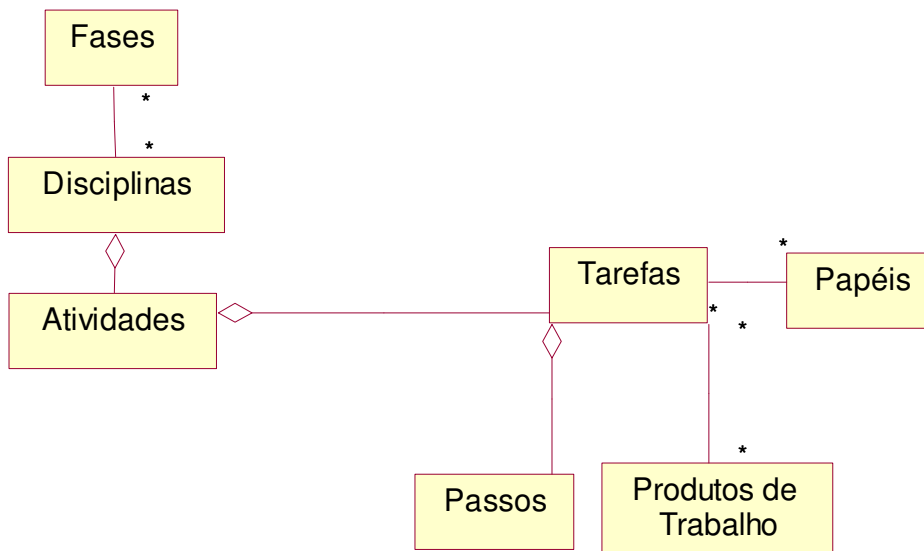 Fases
*
*
Disciplinas
Atividades
Tarefas
*
Papéis
*
*
*
Passos
Produtos de
Trabalho